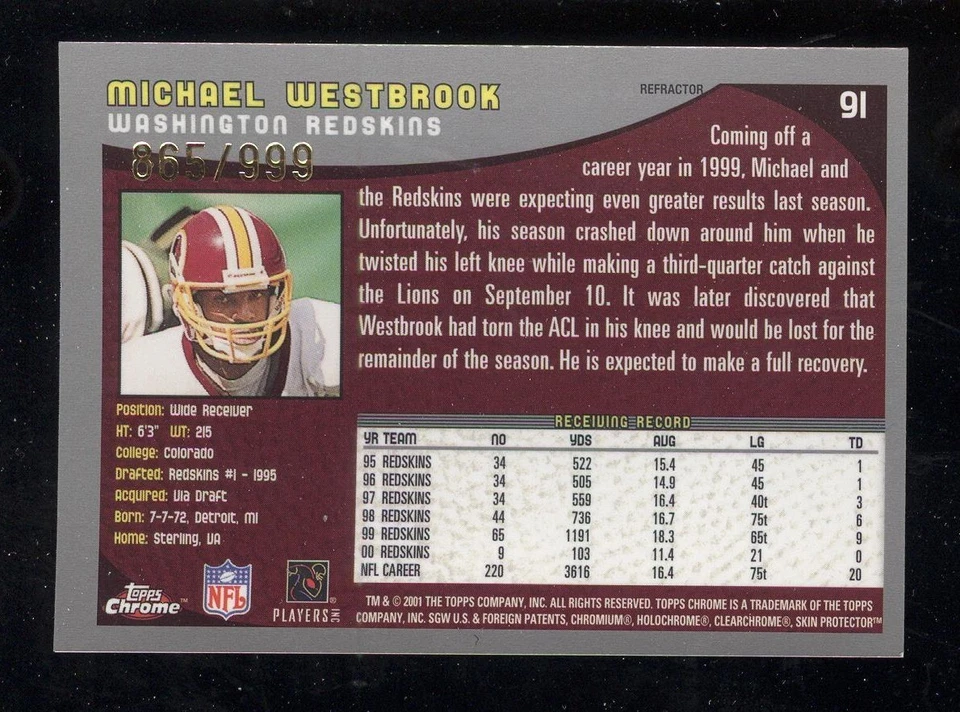 MICHAEL WESTBROOK
WASHINGTON REDSKINS
865/999
REFRACTOR
91
Coming off a
career year in 1999, Michael and
the Redskins were expecting even greater results last season.
Unfortunately, his season crashed down around him when he
twisted his left knee while making a third-quarter catch against
the Lions on September 10. It was later discovered that
Westbrook had torn the ACL in his knee and would be lost for the
remainder of the season. He is expected to make a full recovery.
Position: Wide Receiver
HT: 6'3" WT: 215
College: Colorado
Drafted: Redskins #1 - 1995
Acquired: Via Draft
Born: 7-7-72, Detroit, MI
Home: Sterling, VA
RECEIVING RECORD
YR TEAM NO YDS AVG LG TD
95 REDSKINS 34 522 15.4 45 1
96 REDSKINS 34 505 14.9 45 1
97 REDSKINS 34 559 16.4 40t 3
98 REDSKINS 44 736 16.7 75t 6
99 REDSKINS 65 1191 18.3 65t 9
00 REDSKINS 9 103 11.4 21 0
NFL CAREER 220 3616 16.4 75t 20
Topps Chrome™
NFL
PLAYERS INC
TM & © 2001 THE TOPPS COMPANY, INC. ALL RIGHTS RESERVED. TOPPS CHROME IS A TRADEMARK OF THE TOPPS
COMPANY, INC. SGW U.S. & FOREIGN PATENTS, CHROMIUM®, HOLOCHROME®, CLEARCHROME®, SKIN PROTECTOR™